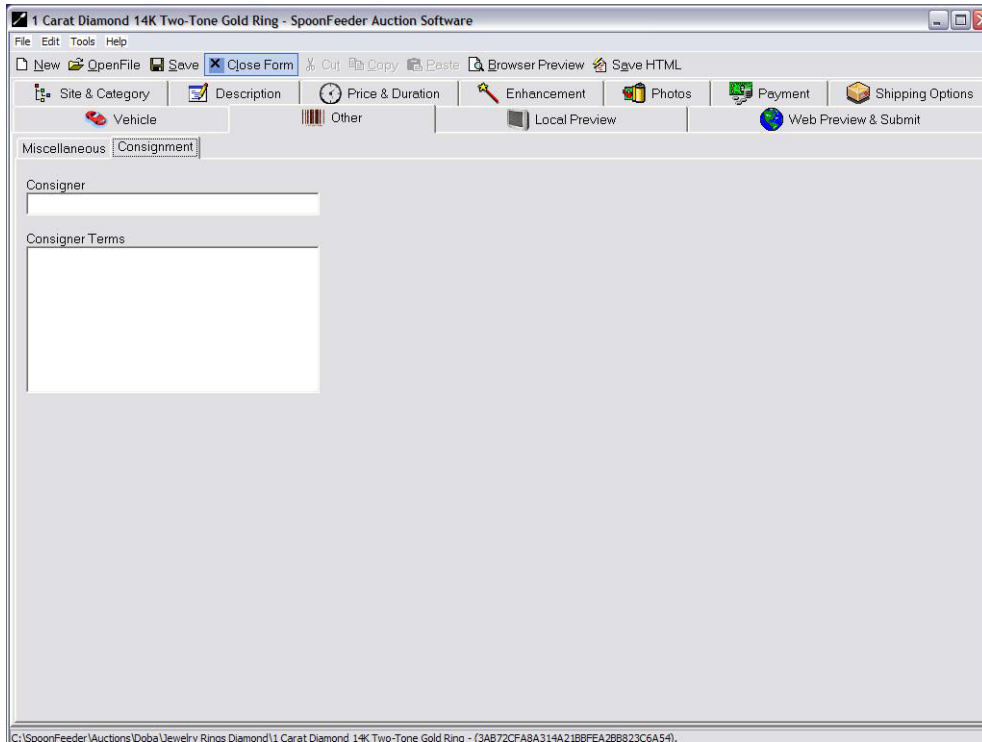 1 Carat Diamond 14K Two-Tone Gold Ring - SpoonFeeder Auction Software
File Edit Tools Help
New OpenFile Save Close Form Cut Copy Paste Browser Preview Save HTML
Site & Category Description Price & Duration Enhancement Photos Payment Shipping Options
Vehicle Other Local Preview Web Preview & Submit
Miscellaneous Consignment
Consigner
Consigner Terms
C:\SpoonFeeder\Auctions\Doba\Jewelry Rings Diamond\1 Carat Diamond 14K Two-Tone Gold Ring - {3AB72CFA8A314A21BBFEA2BB823C6A54}.